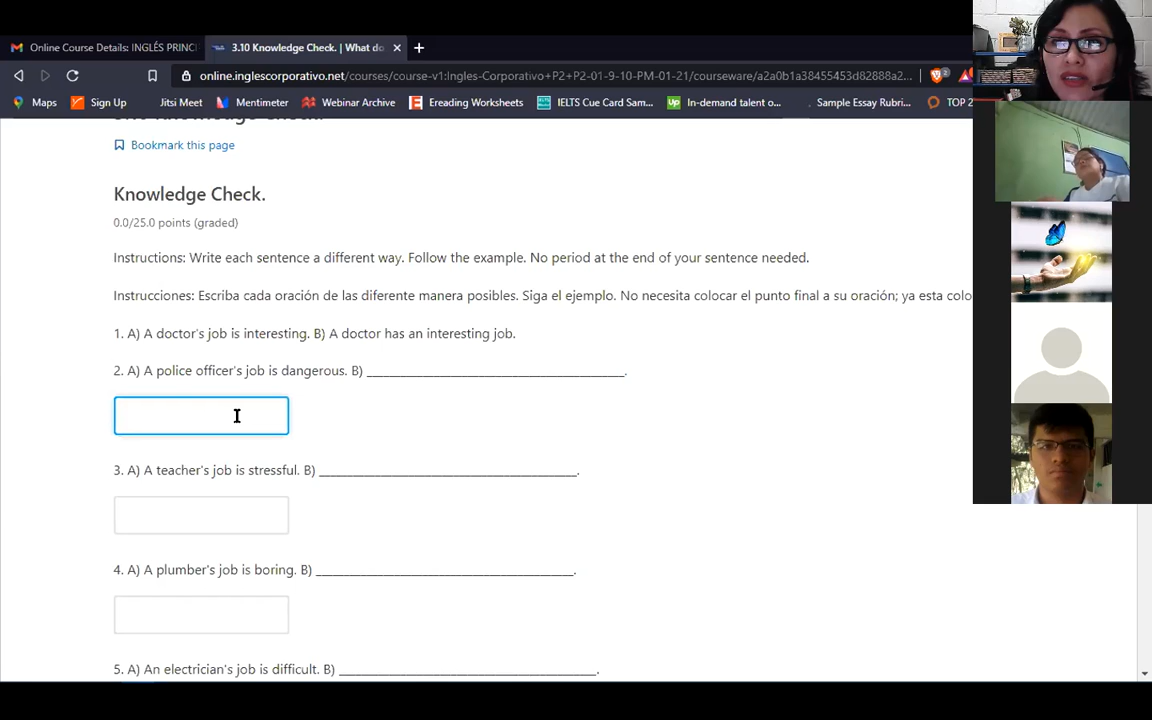 Online Course Details: INGLÉS PRINC
3.10 Knowledge Check. | What do
online.inglescorporativo.net/courses/course-v1:Ingles-Corporativo+P2+P2-01-9-10-PM-01-21/courseware/a2a0b1a38455453d82888a2...
2
Maps Sign Up Jitsi Meet Mentimeter Webinar Archive Ereading Worksheets IELTS Cue Card Sam... In-demand talent o... Sample Essay Rubri... TOP 2
Knowledge Check.
Bookmark this page
Knowledge Check.
0.0/25.0 points (graded)
Instructions: Write each sentence a different way. Follow the example. No period at the end of your sentence needed.
Instrucciones: Escriba cada oración de las diferente manera posibles. Siga el ejemplo. No necesita colocar el punto final a su oración; ya esta colo
1. A) A doctor's job is interesting. B) A doctor has an interesting job.
2. A) A police officer's job is dangerous. B) ___________________________________.
3. A) A teacher's job is stressful. B) ___________________________________.
4. A) A plumber's job is boring. B) ___________________________________.
5. A) An electrician's job is difficult. B) ___________________________________.